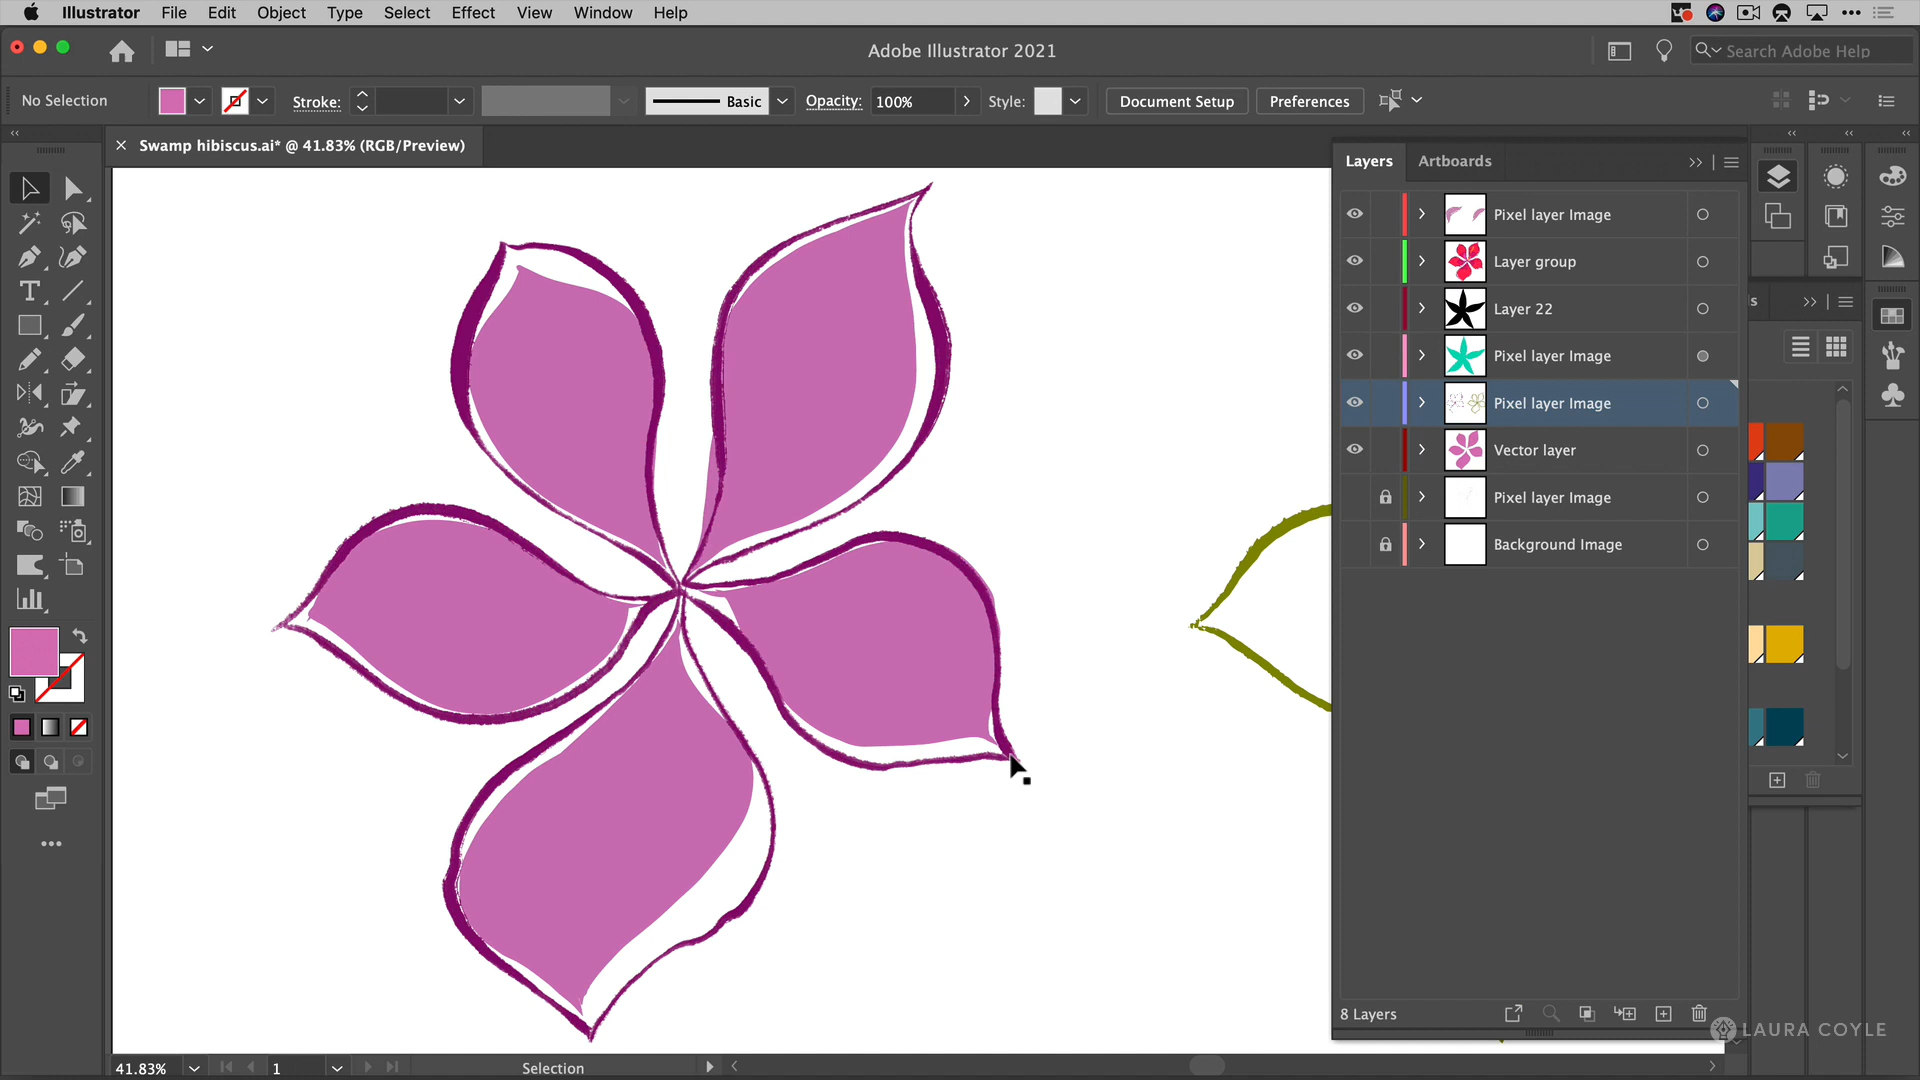 Illustrator File Edit Object Type Select Effect View Window Help
Adobe Illustrator 2021
Search Adobe Help
No Selection Stroke: Basic Opacity: 100% Style: Document Setup Preferences
Swamp hibiscus.ai* @ 41.83% (RGB/Preview)
Layers Artboards
Pixel layer Image
Layer group
Layer 22
Pixel layer Image
Pixel layer Image
Vector layer
Pixel layer Image
Background Image
8 Layers
LAURA COYLE
41.83% 1 Selection